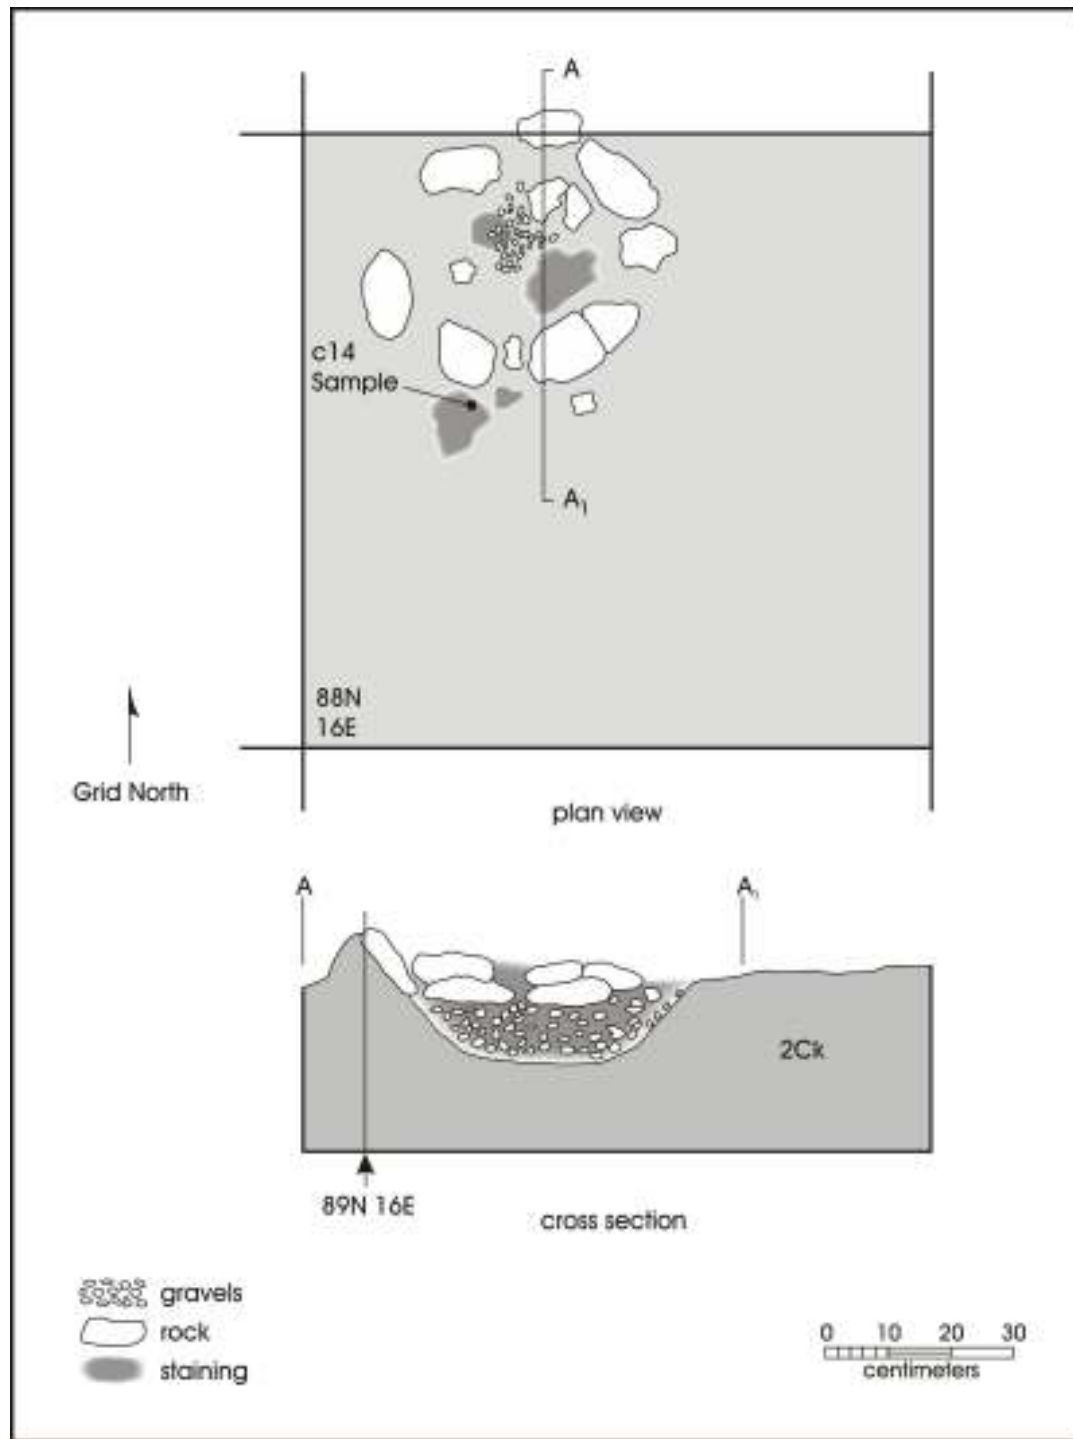 A
c14
Sample
A1
88N
16E
Grid North
plan view
A
A1
2Ck
89N 16E
cross section
gravels
rock
staining
0 10 20 30
centimeters